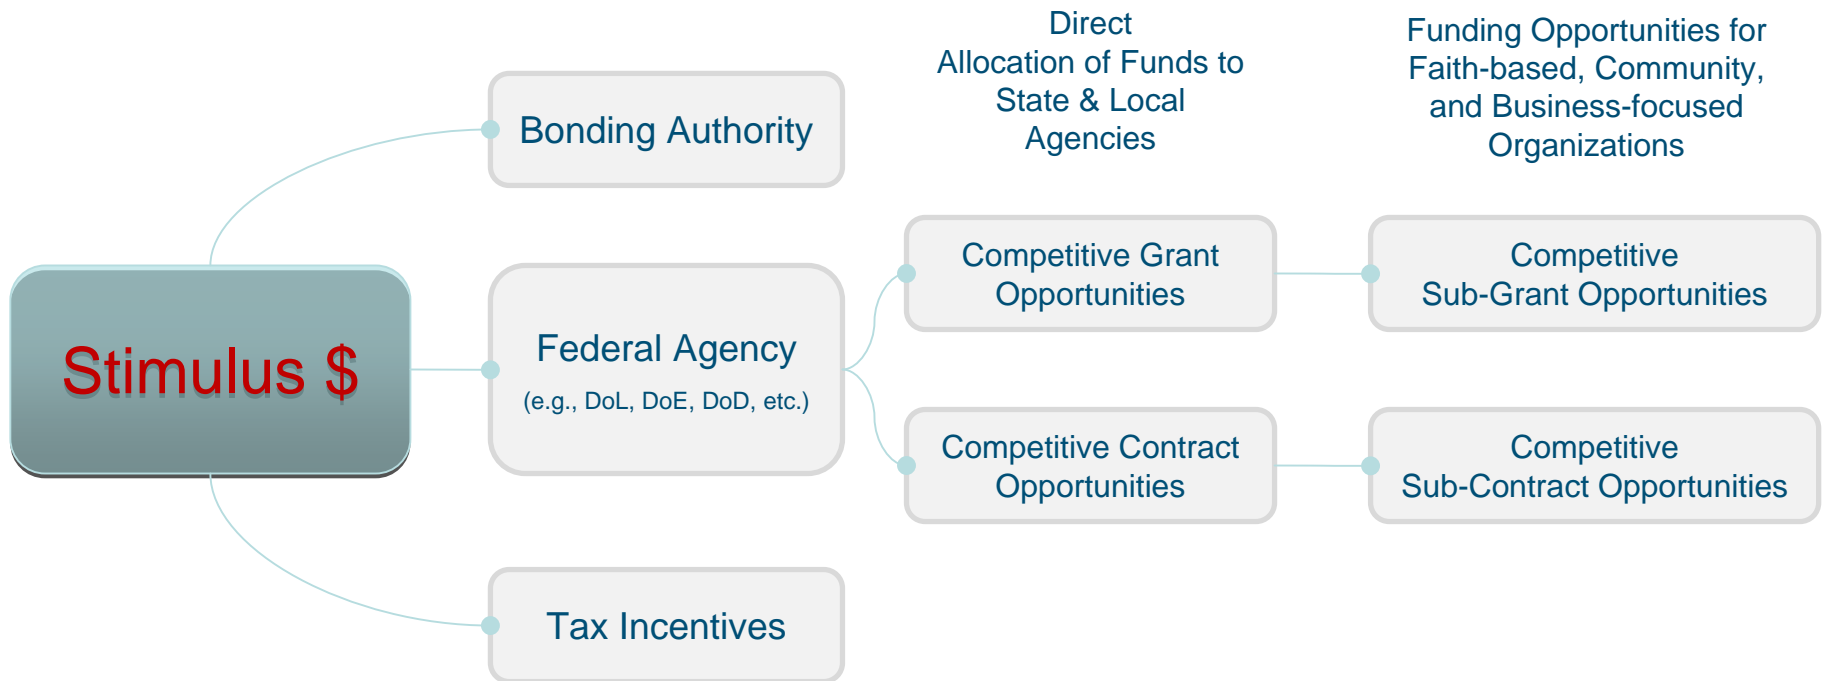 Direct
Allocation of Funds to
State & Local
Agencies
Funding Opportunities for
Faith-based, Community,
and Business-focused
Organizations
Bonding Authority
Stimulus $
Federal Agency
(e.g., DoL, DoE, DoD, etc.)
Tax Incentives
Competitive Grant
Opportunities
Competitive
Sub-Grant Opportunities
Competitive Contract
Opportunities
Competitive
Sub-Contract Opportunities